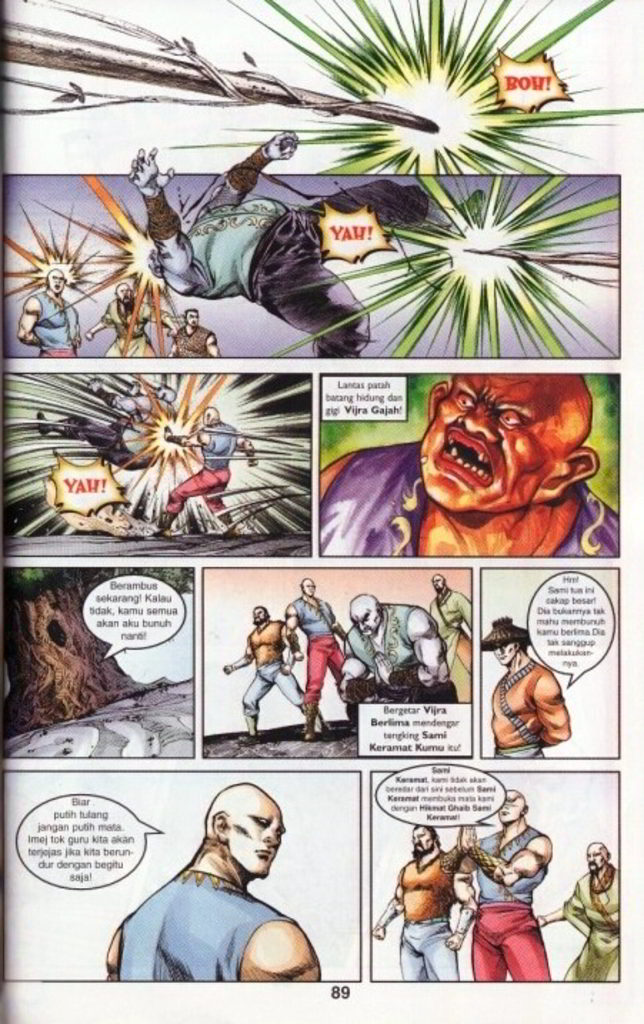 BOH!
YAH!
YAH!
Lantas patah
batang hidung dan
gigi Vijra Gajah!
Berambus
sekarang! Kalau
tidak, kamu semua
akan aku bunuh
nanti!
Bergetar Vijra
Berlima mendengar
tengking Sami
Keramat Kumu itu!
Hm!
Sami tua ini
cakap besar!
Dia bukannya tak
mahu membunuh
kamu berlima.Dia
tak sanggup
melakukan-
nya.
Biar
putih tulang
jangan putih mata.
Imej tok guru kita akan
terjejas jika kita berun-
dur dengan begitu
saja!
Sami
Keramat, kami tidak akan
beredar dari sini sebelum Sami
Keramat membuka mata kami
dengan Hikmat Ghaib Sami
Keramat!
89